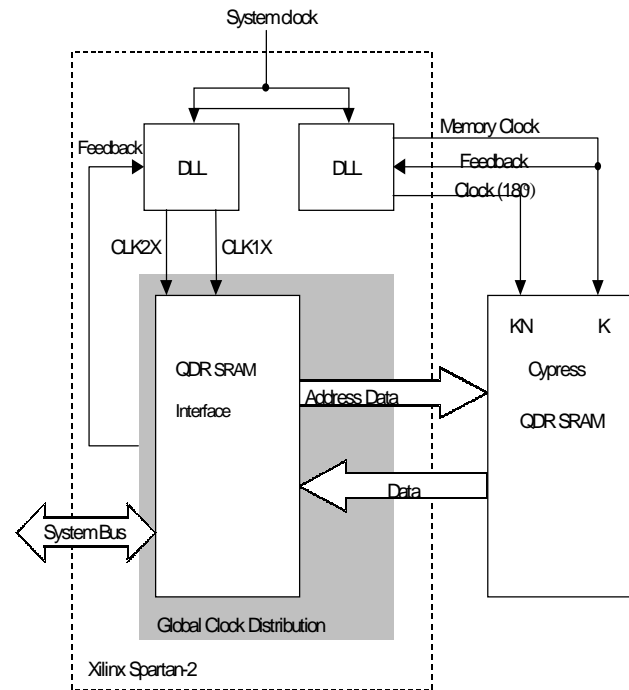 System clock
Memory Clock
Feedback
DLL
DLL
Feedback
Clock (180°)
CLK2X
CLK1X
KN
K
QDR SRAM
Interface
Cypress
QDR SRAM
Address Data
Data
System Bus
Global Clock Distribution
Xilinx Spartan-2